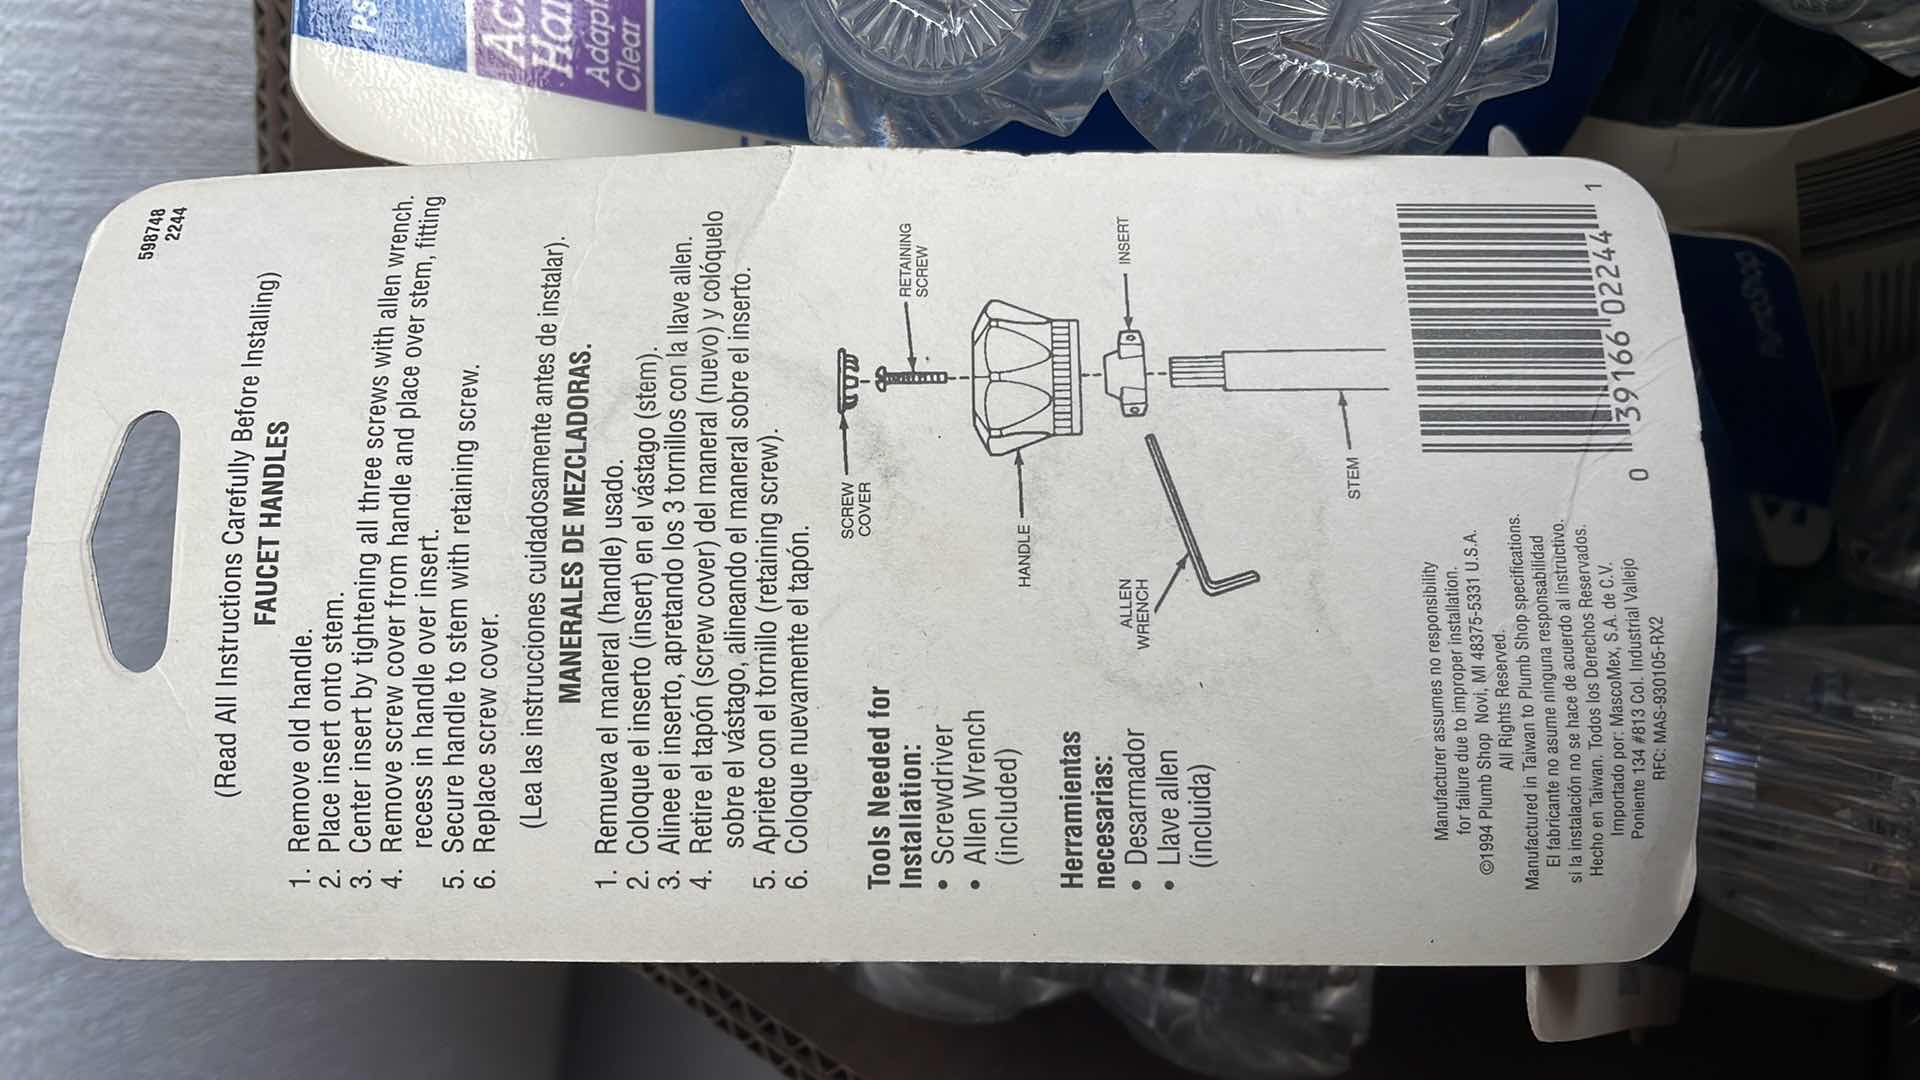 598748
2244
(Read All Instructions Carefully Before Installing)
FAUCET HANDLES
1. Remove old handle.
2. Place insert onto stem.
3. Center insert by tightening all three screws with allen wrench.
4. Remove screw cover from handle and place over stem, fitting
recess in handle over insert.
5. Secure handle to stem with retaining screw.
6. Replace screw cover.
(Lea las instrucciones cuidadosamente antes de instalar).
MANERALES DE MEZCLADORAS.
1. Remueva el maneral (handle) usado.
2. Coloque el inserto (insert) en el vástago (stem).
3. Alinee el inserto, apretando los 3 tornillos con la llave allen.
4. Retire el tapón (screw cover) del maneral (nuevo) y colóquelo
sobre el vástago, alineando el maneral sobre el inserto.
5. Apriete con el tornillo (retaining screw).
6. Coloque nuevamente el tapón.
Tools Needed for
Installation:
• Screwdriver
• Allen Wrench
(included)
Herramientas
necesarias:
• Desarmador
• Llave allen
(incluida)
SCREW
COVER
RETAINING
SCREW
HANDLE
INSERT
ALLEN
WRENCH
STEM
Manufacture assumes no responsibility
for failure due to improper installation.
©1994 Plumb Shop Novi, MI 48375-5331 U.S.A.
All Rights Reserved.
Manufactured in Taiwan to Plumb Shop specifications.
El fabricante no asume ninguna responsabilidad
si la instalación no se hace de acuerdo al instructivo.
Hecho en Taiwan. Todos los Derechos Reservados.
Importado por: MascoMex, S.A. de C.V.
Poniente 134 #813 Col. Industrial Vallejo
RFC: MAS-930105-RX2
0 39166 02244 1
PS
Adapt
Clear